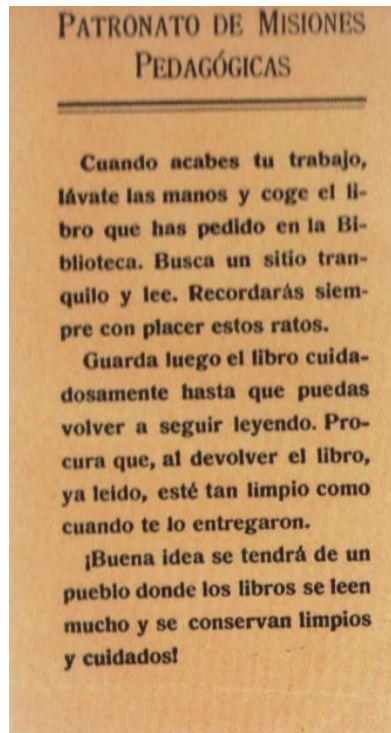 PATRONATO DE MISIONES
PEDAGÓGICAS
Cuando acabes tu trabajo,
lávate las manos y coge el li-
bro que has pedido en la Bi-
blioteca. Busca un sitio tran-
quilo y lee. Recordarás siem-
pre con placer estos ratos.
Guarda luego el libro cuida-
dosamente hasta que puedas
volver a seguir leyendo. Pro-
cura que, al devolver el libro,
ya leído, esté tan limpio como
cuando te lo entregaron.
¡Buena idea se tendrá de un
pueblo donde los libros se leen
mucho y se conservan limpios
y cuidados!